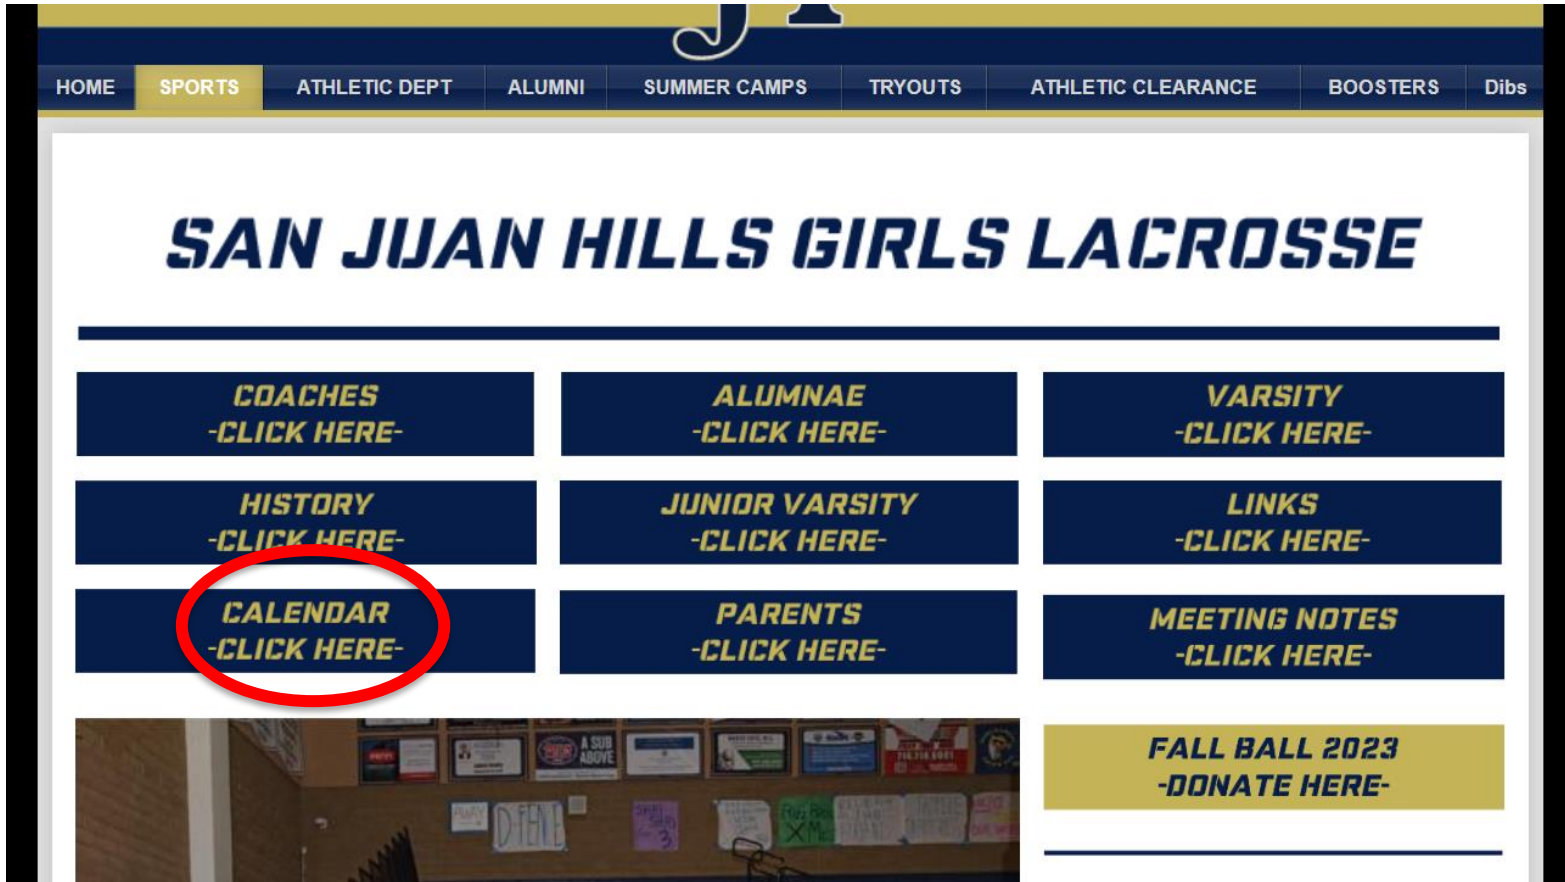 HOME SPORTS ATHLETIC DEPT ALUMNI SUMMER CAMPS TRYOUTS ATHLETIC CLEARANCE BOOSTERS Dibs
SAN JUAN HILLS GIRLS LACROSSE
COACHES
-CLICK HERE-
ALUMNAE
-CLICK HERE-
VARSITY
-CLICK HERE-
HISTORY
-CLICK HERE-
JUNIOR VARSITY
-CLICK HERE-
LINKS
-CLICK HERE-
CALENDAR
-CLICK HERE-
PARENTS
-CLICK HERE-
MEETING NOTES
-CLICK HERE-
A SUB
ABOVE
FALL BALL 2023
-DONATE HERE-